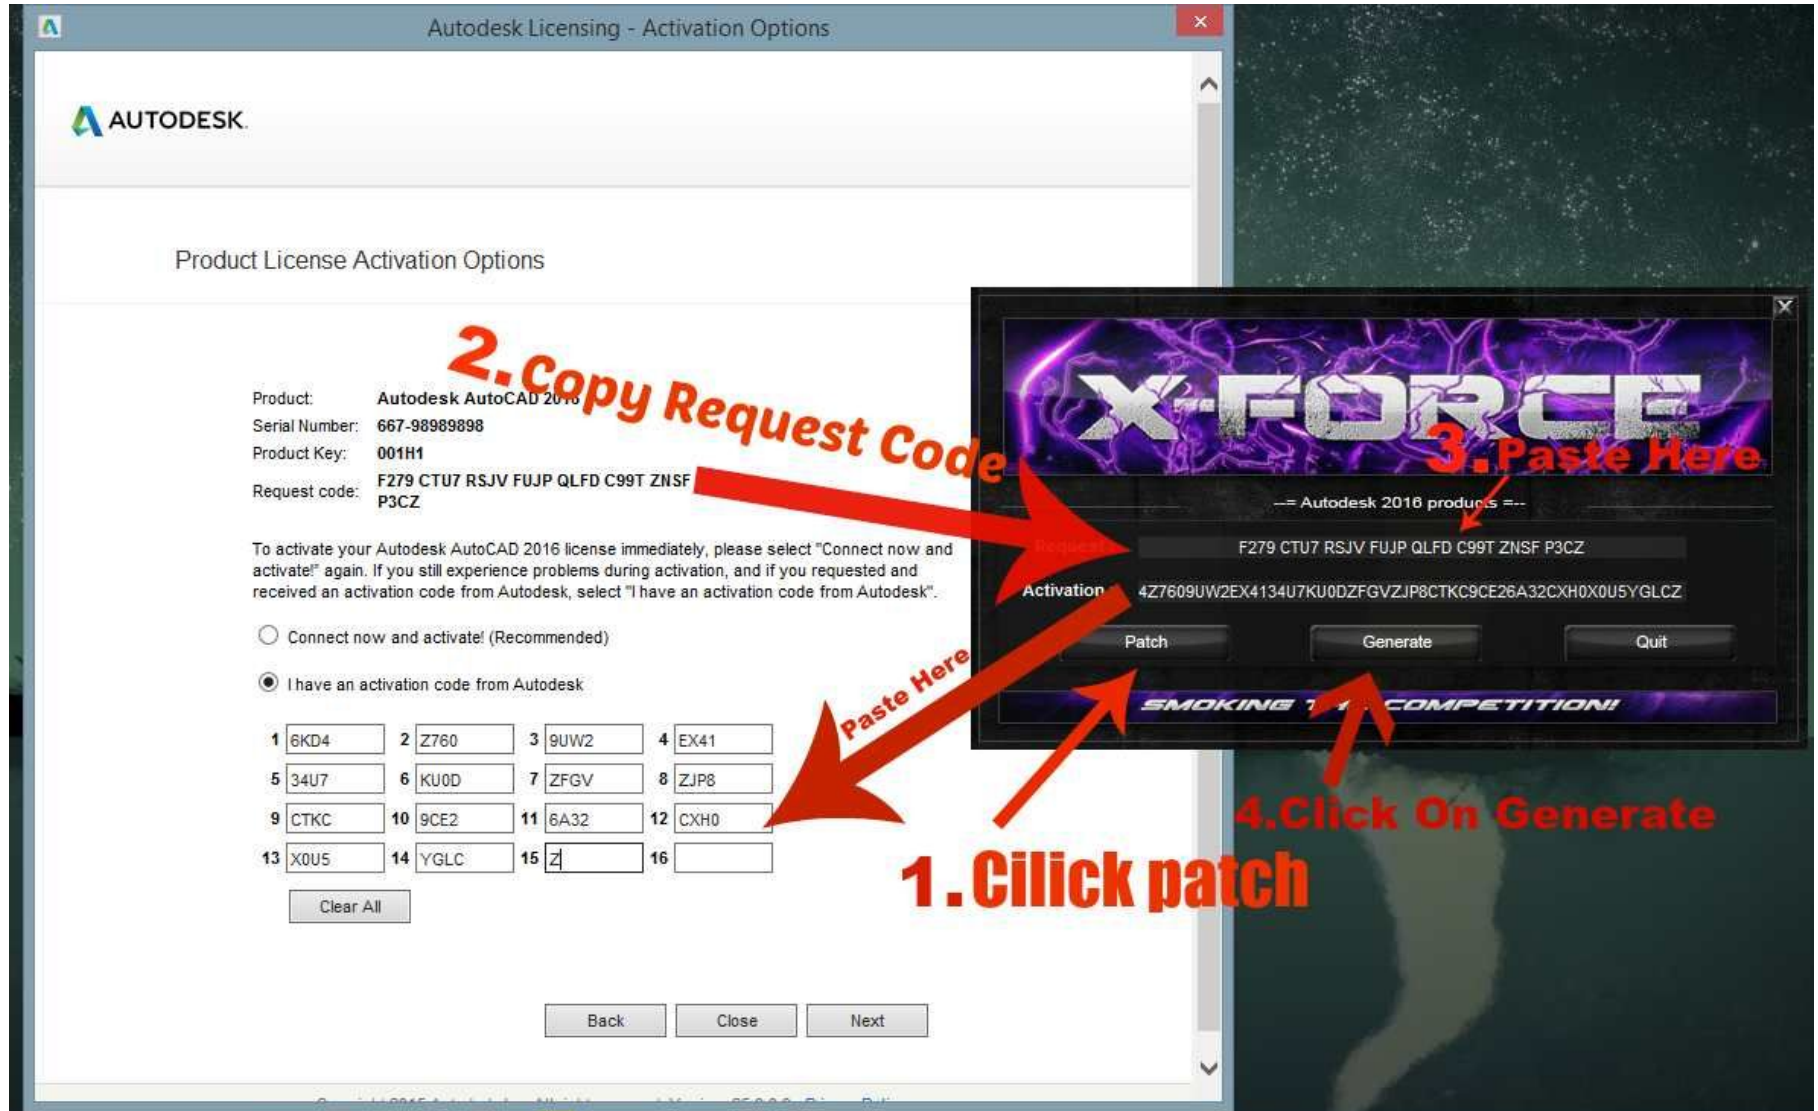 Autodesk Licensing - Activation Options
AUTODESK.
Product License Activation Options
2.Copy Request Code
Product: Autodesk AutoCAD 2016
Serial Number: 667-98989898
Product Key: 001H1
Request code: F279 CTU7 RSJV FUJP QLFD C99T ZNSF
P3CZ
To activate your Autodesk AutoCAD 2016 license immediately, please select "Connect now and
activate!" again. If you still experience problems during activation, and if you requested and
received an activation code from Autodesk, select "I have an activation code from Autodesk".
Connect now and activate! (Recommended)
I have an activation code from Autodesk
1 6KD4 2 Z760 3 9UW2 4 EX41
5 34U7 6 KU0D 7 ZFGV 8 ZJP8
9 CTKC 10 9CE2 11 6A32 12 CXH0
13 X0U5 14 YGLC 15 Z 16
Clear All
Back Close Next
X-FORCE
3.Paste Here
--= Autodesk 2016 products =--
Request F279 CTU7 RSJV FUJP QLFD C99T ZNSF P3CZ
Activation 4Z7609UW2EX4134U7KU0DZFGVZJP8CTKC9CE26A32CXH0X0U5YGLCZ
Patch Generate Quit
SMOKING THE COMPETITION!
Paste Here
4.Click On Generate
1.Cilick patch